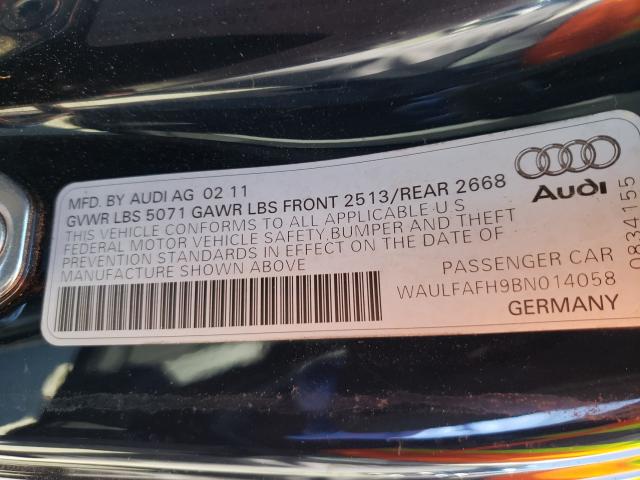 MFD. BY AUDI AG 02 11
GVWR LBS 5071 GAWR LBS FRONT 2513/REAR 2668
THIS VEHICLE CONFORMS TO ALL APPLICABLE U S
FEDERAL MOTOR VEHICLE SAFETY,BUMPER AND THEFT
PREVENTION STANDARDS IN EFFECT ON THE DATE OF
MANUFACTURE SHOWN ABOVE
Audi
PASSENGER CAR
WAULFAFH9BN014058
GERMANY
0834155